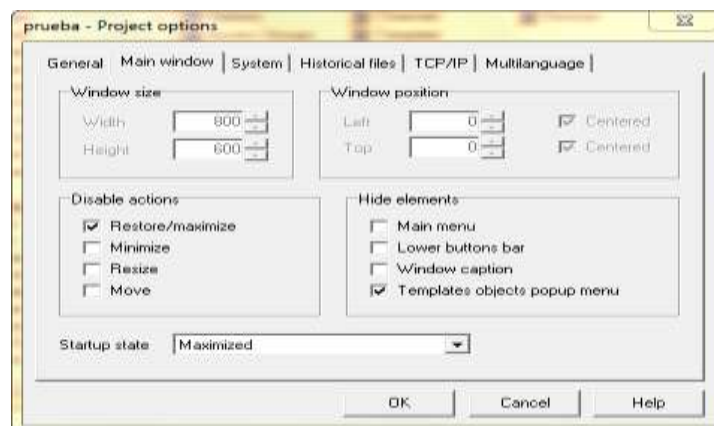 prueba - Project options
General Main window System Historical files TCP/IP Multilanguage
Window size
Width 800
Height 600
Window position
Left 0 Centered
Top 0 Centered
Disable actions
Restore/maximize
Minimize
Resize
Move
Hide elements
Main menu
Lower buttons bar
Window caption
Templates objects popup menu
Startup state Maximized
OK Cancel Help